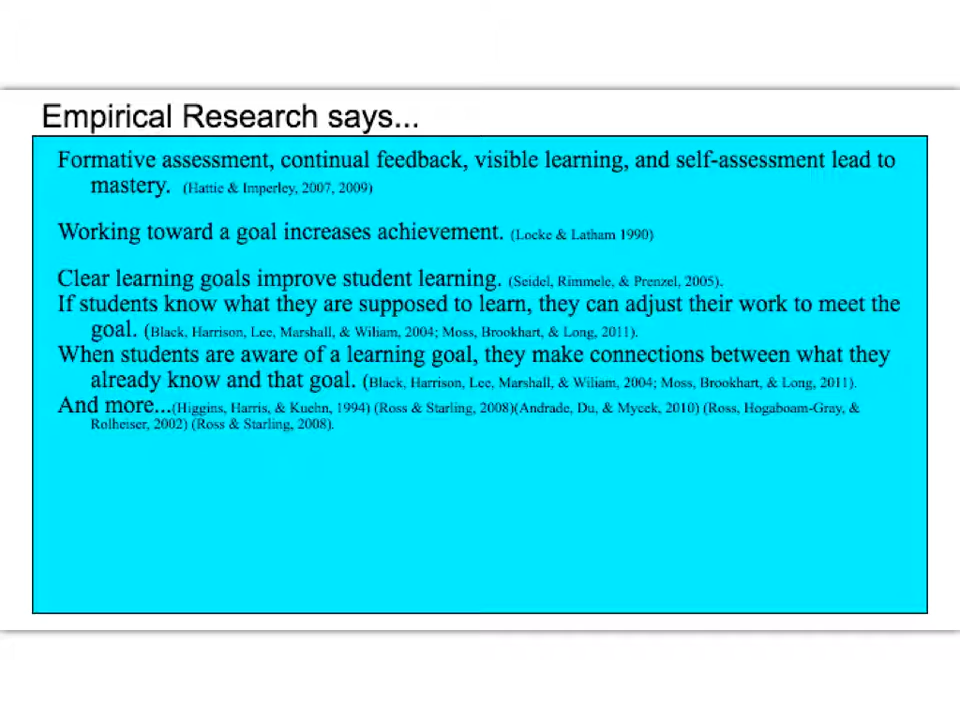 Empirical Research says...
Formative assessment, continual feedback, visible learning, and self-assessment lead to
mastery. (Hattie & Imperley, 2007, 2009)
Working toward a goal increases achievement. (Locke & Latham 1990)
Clear learning goals improve student learning. (Seidel, Rimmele, & Prenzel, 2005).
If students know what they are supposed to learn, they can adjust their work to meet the
goal. (Black, Harrison, Lee, Marshall, & Wiliam, 2004; Moss, Brookhart, & Long, 2011).
When students are aware of a learning goal, they make connections between what they
already know and that goal. (Black, Harrison, Lee, Marshall, & Wiliam, 2004; Moss, Brookhart, & Long, 2011).
And more...(Higgins, Harris, & Kuehn, 1994) (Ross & Starling, 2008)(Andrade, Du, & Mycek, 2010) (Ross, Hogaboam-Gray, &
Rolheiser, 2002) (Ross & Starling, 2008).